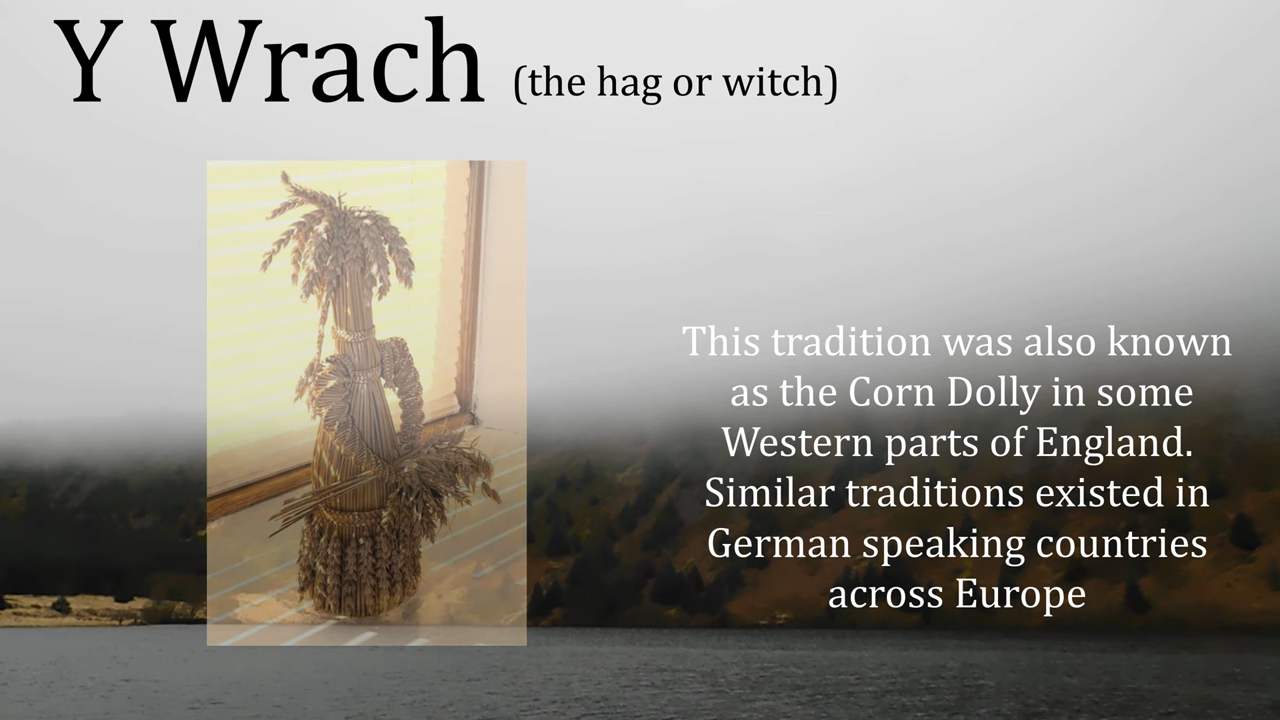 Y Wrach (the hag or witch)
This tradition was also known
as the Corn Dolly in some
Western parts of England.
Similar traditions existed in
German speaking countries
across Europe